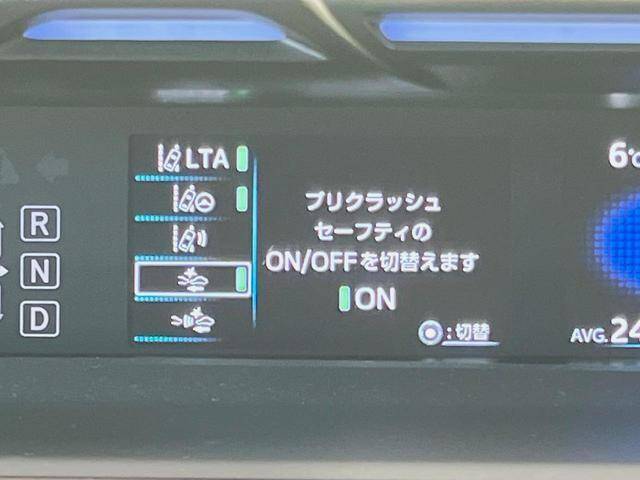 LTA
プリクラッシュ
セーフティの
ON/OFFを切替えます
ON
:切替
R
N
D
6°C
AVG.24